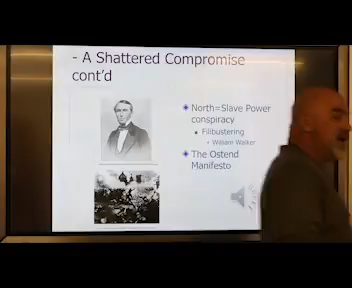 - A Shattered Compromise
cont'd
North=Slave Power
conspiracy
Filibustering
William Walker
The Ostend
Manifesto